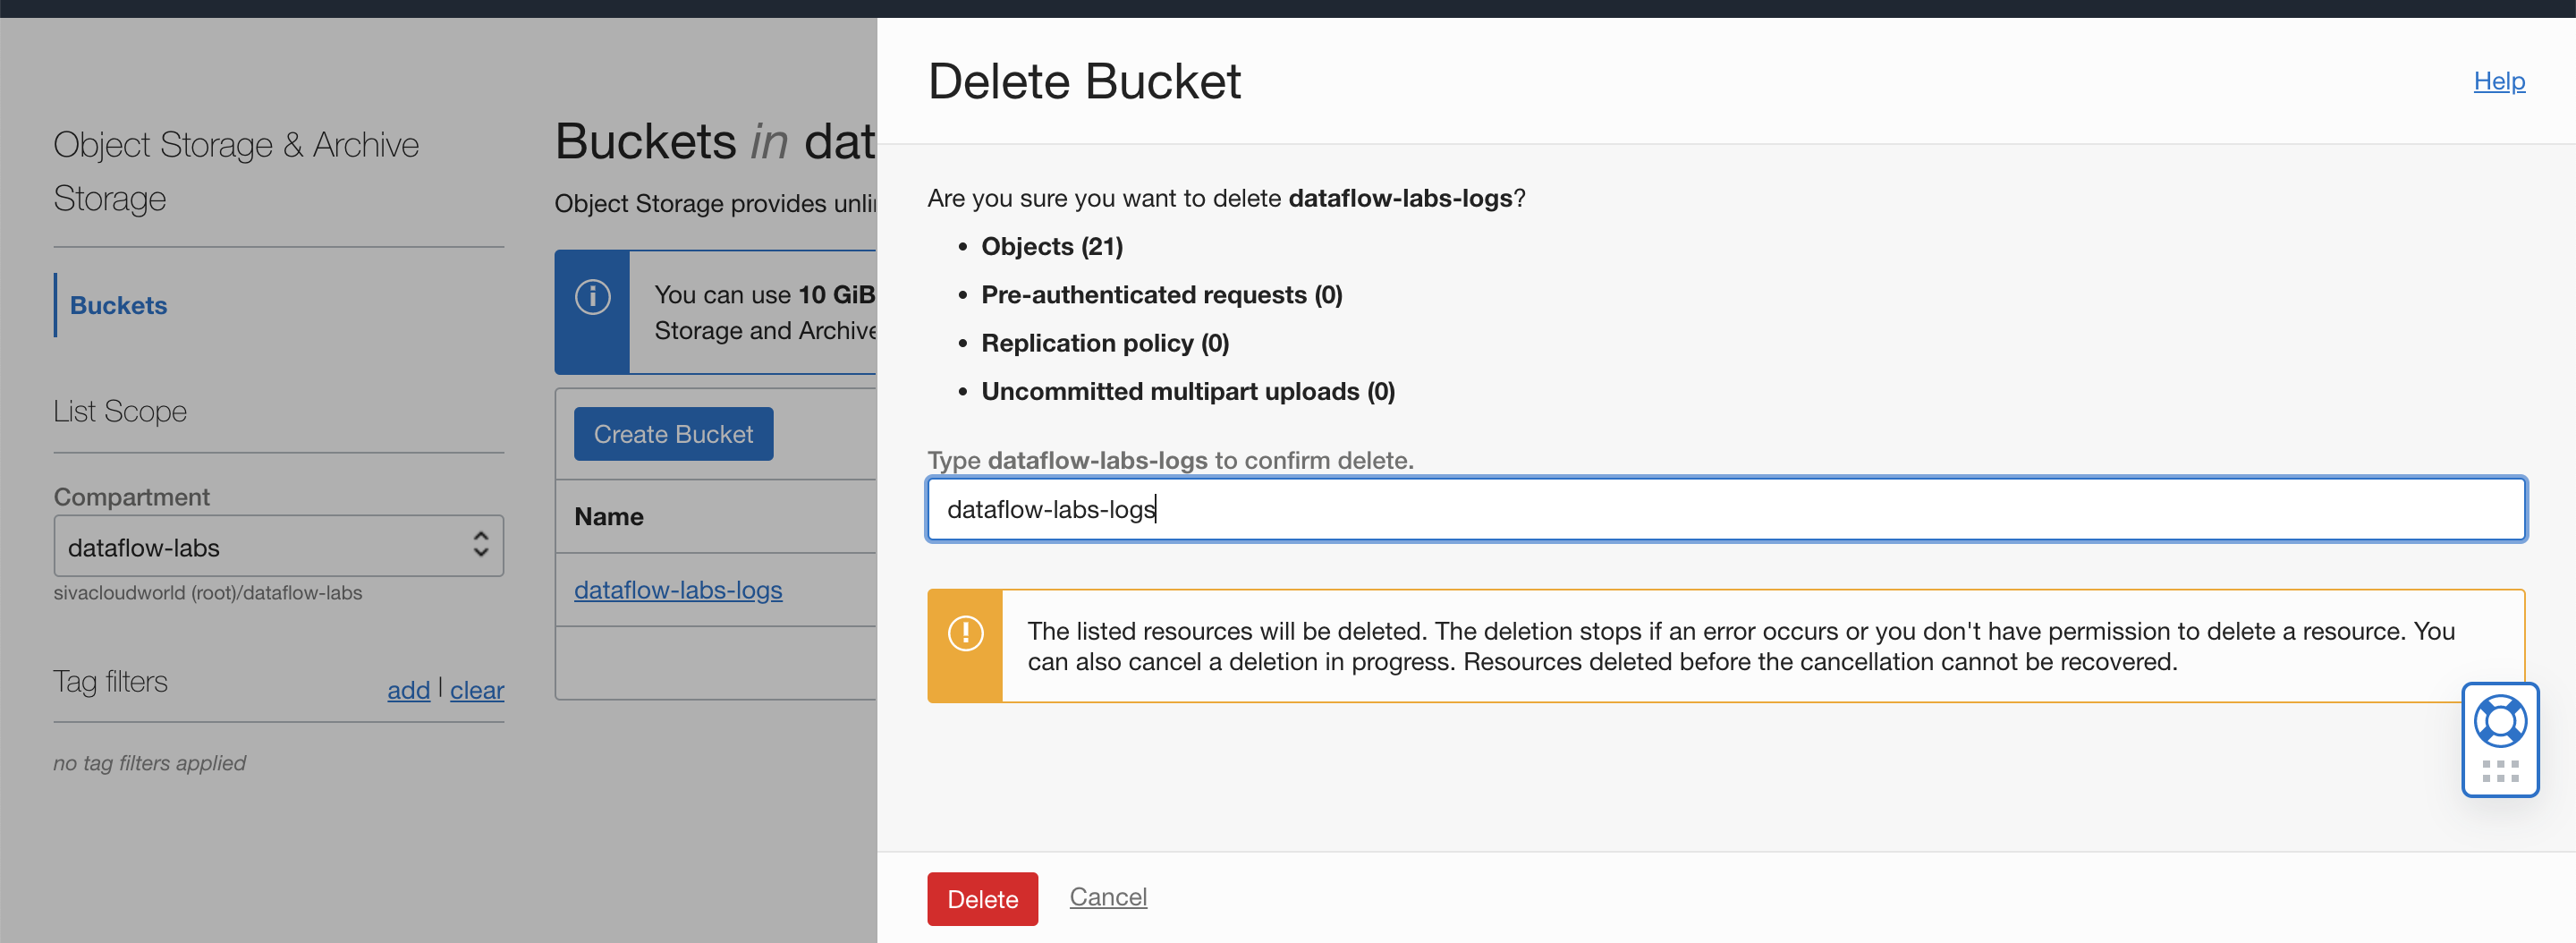 Object Storage & Archive
Storage
Buckets
List Scope
Compartment
dataflow-labs
sivacloudworld (root)/dataflow-labs
Tag filters
add | clear
no tag filters applied
Buckets in dat
Object Storage provides unli
You can use 10 GiB
Storage and Archive
Create Bucket
Name
dataflow-labs-logs
Delete Bucket
Help
Are you sure you want to delete dataflow-labs-logs?
• Objects (21)
• Pre-authenticated requests (0)
• Replication policy (0)
• Uncommitted multipart uploads (0)
Type dataflow-labs-logs to confirm delete.
dataflow-labs-logs
The listed resources will be deleted. The deletion stops if an error occurs or you don't have permission to delete a resource. You
can also cancel a deletion in progress. Resources deleted before the cancellation cannot be recovered.
Delete
Cancel